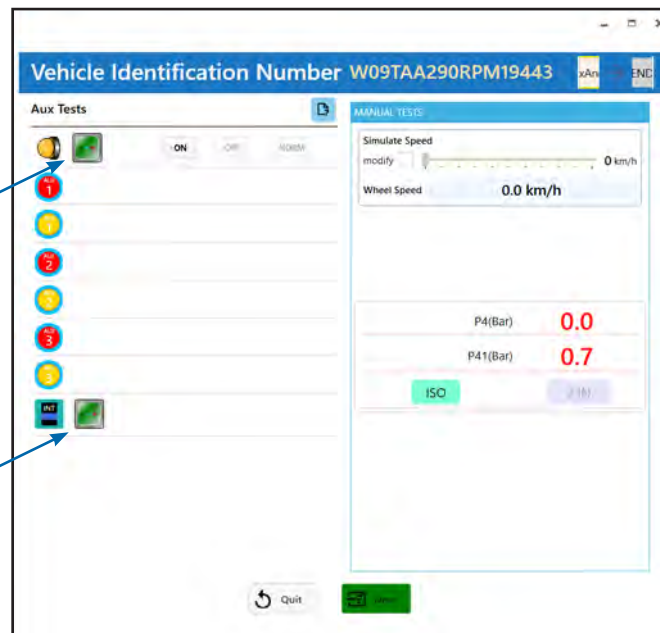 Vehicle Identification Number W09TAA290RPM19443 xAn END
Aux Tests
ON OFF NORM
AUX 1
1
AUX 2
AUX 3
3
INT
MANUAL TESTS
Simulate Speed
modify 0 km/h
Wheel Speed 0.0 km/h
P4(Bar) 0.0
P41(Bar) 0.7
ISO
Quit